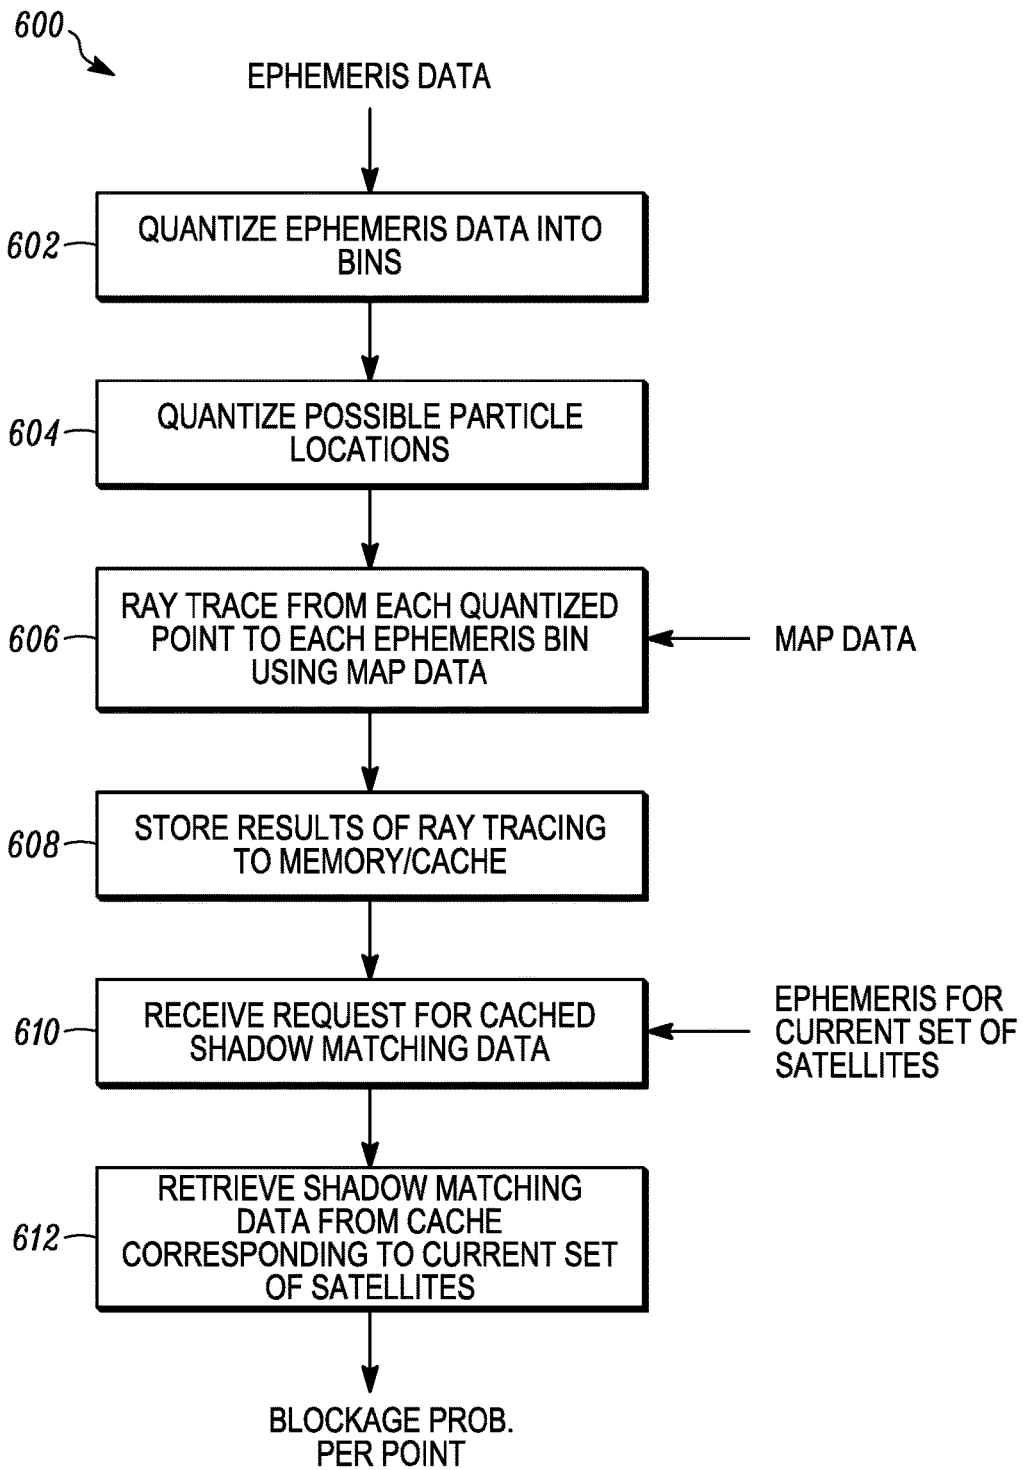 600
EPHEMERIS DATA
602
QUANTIZE EPHEMERIS DATA INTO
BINS
604
QUANTIZE POSSIBLE PARTICLE
LOCATIONS
606
RAY TRACE FROM EACH QUANTIZED
POINT TO EACH EPHEMERIS BIN
USING MAP DATA
MAP DATA
608
STORE RESULTS OF RAY TRACING
TO MEMORY/CACHE
610
RECEIVE REQUEST FOR CACHED
SHADOW MATCHING DATA
EPHEMERIS FOR
CURRENT SET OF
SATELLITES
612
RETRIEVE SHADOW MATCHING
DATA FROM CACHE
CORRESPONDING TO CURRENT SET
OF SATELLITES
BLOCKAGE PROB.
PER POINT